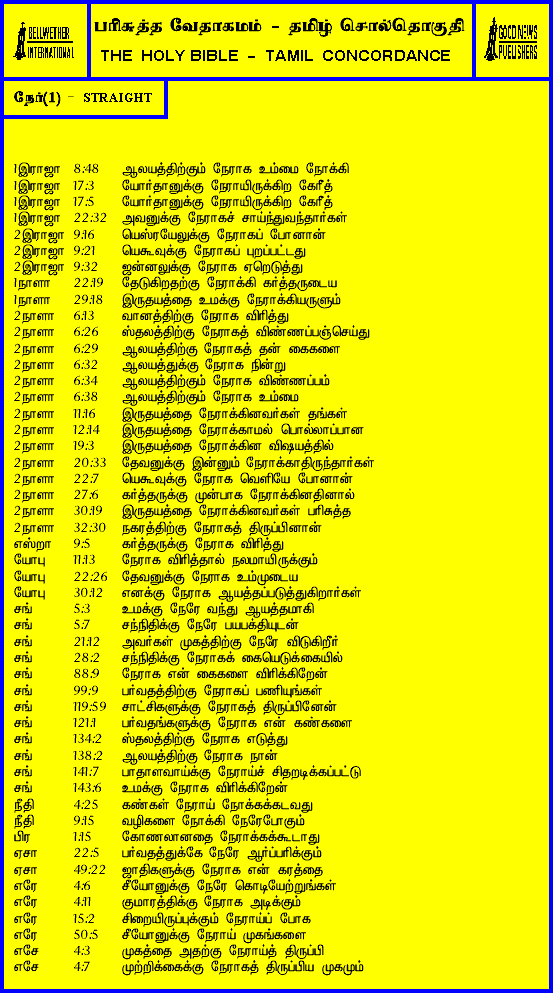 BELLWETHER
INTERNATIONAL
பரிசுத்த வேதாகமம் - தமிழ் சொல்தொகுதி
THE HOLY BIBLE - TAMIL CONCORDANCE
GOOD NEWS
PUBLISHERS
நேர்(1) - STRAIGHT
1இராஜா 8:48 ஆலயத்திற்கும் நேராக உம்மை நோக்கி
1இராஜா 17:3 யோர்தானுக்கு நேராயிருக்கிற கேரீத்
1இராஜா 17:5 யோர்தானுக்கு நேராயிருக்கிற கேரீத்
1இராஜா 22:32 அவனுக்கு நேராகச் சாய்ந்துவந்தார்கள்
2இராஜா 9:16 யெஸ்ரயேலுக்கு நேராகப் போனான்
2இராஜா 9:21 யெகூவுக்கு நேராகப் புறப்பட்டது
2இராஜா 9:32 ஜன்னலுக்கு நேராக ஏறெடுத்து
1நாளா 22:19 தேடுகிறதற்கு நேராக்கி கர்த்தருடைய
1நாளா 29:18 இருதயத்தை உமக்கு நேராக்கியருளும்
2நாளா 6:13 வானத்திற்கு நேராக விரித்து
2நாளா 6:26 ஸ்தலத்திற்கு நேராகத் விண்ணப்பஞ்செய்து
2நாளா 6:29 ஆலயத்திற்கு நேராகத் தன் கைகளை
2நாளா 6:32 ஆலயத்துக்கு நேராக நின்று
2நாளா 6:34 ஆலயத்திற்கும் நேராக விண்ணப்பம்
2நாளா 6:38 ஆலயத்திற்கும் நேராக உம்மை
2நாளா 11:16 இருதயத்தை நேராக்கினவர்கள் தங்கள்
2நாளா 12:14 இருதயத்தை நேராக்காமல் பொல்லாப்பான
2நாளா 19:3 இருதயத்தை நேராக்கின விஷயத்தில்
2நாளா 20:33 தேவனுக்கு இன்னும் நேராக்காதிருந்தார்கள்
2நாளா 22:7 யெகூவுக்கு நேராக வெளியே போனான்
2நாளா 27:6 கர்த்தருக்கு முன்பாக நேராக்கினதினால்
2நாளா 30:19 இருதயத்தை நேராக்கினவர்கள் பரிசுத்த
2நாளா 32:30 நகரத்திற்கு நேராகத் திருப்பினான்
எஸ்றா 9:5 கர்த்தருக்கு நேராக விரித்து
யோபு 11:13 நேராக விரித்தால் நலமாயிருக்கும்
யோபு 22:26 தேவனுக்கு நேராக உம்முடைய
யோபு 30:12 எனக்கு நேராக ஆயத்தப்படுத்துகிறார்கள்
சங் 5:3 உமக்கு நேரே வந்து ஆயத்தமாகி
சங் 5:7 சந்நிதிக்கு நேரே பயபக்தியுடன்
சங் 21:12 அவர்கள் முகத்திற்கு நேரே விடுகிறீர்
சங் 28:2 சந்நிதிக்கு நேராகக் கையெடுக்கையில்
சங் 88:9 நேராக என் கைகளை விரிக்கிறேன்
சங் 99:9 பர்வதத்திற்கு நேராகப் பணியுங்கள்
சங் 119:59 சாட்சிகளுக்கு நேராகத் திருப்பினேன்
சங் 121:1 பர்வதங்களுக்கு நேராக என் கண்களை
சங் 134:2 ஸ்தலத்திற்கு நேராக எடுத்து
சங் 138:2 ஆலயத்திற்கு நேராக நான்
சங் 141:7 பாதாளவாய்க்கு நேராய்ச் சிதறடிக்கப்பட்டு
சங் 143:6 உமக்கு நேராக விரிக்கிறேன்
நீதி 4:25 கண்கள் நேராய் நோக்கக்கடவது
நீதி 9:15 வழிகளை நோக்கி நேரேபோகும்
பிர 1:15 கோணலானதை நேராக்கக்கூடாது
ஏசா 22:5 பர்வதத்துக்கே நேரே ஆர்ப்பரிக்கும்
ஏசா 49:22 ஜாதிகளுக்கு நேராக என் கரத்தை
எரே 4:6 சீயோனுக்கு நேரே கொடியேற்றுங்கள்
எரே 4:11 குமாரத்திக்கு நேராக அடிக்கும்
எரே 15:2 சிறையிருப்புக்கும் நேராய்ப் போக
எரே 50:5 சீயோனுக்கு நேராய் முகங்களை
எசே 4:3 முகத்தை அதற்கு நேராய்த் திருப்பி
எசே 4:7 முற்றிக்கைக்கு நேராகத் திருப்பிய முகமும்